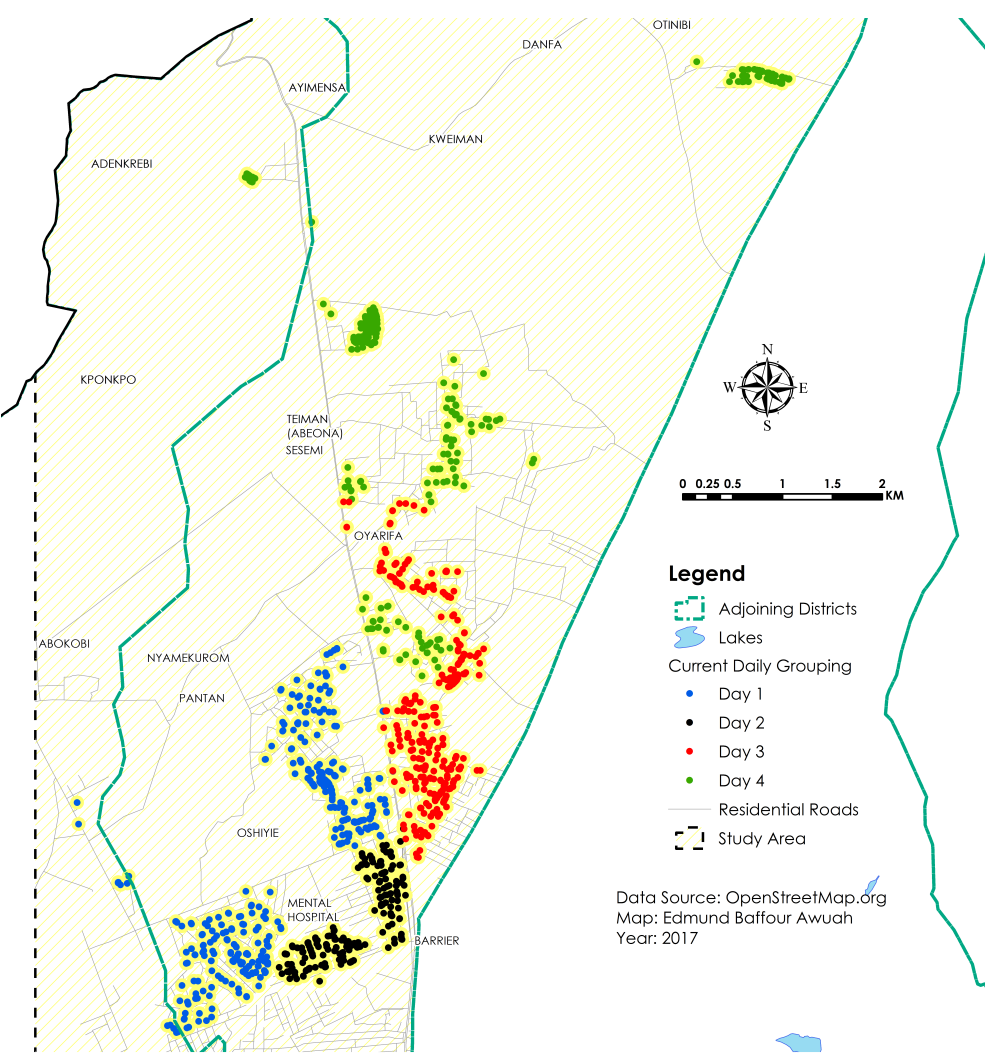 OTINIBI
DANFA
AYIMENSA
KWEIMAN
ADENKREBI
N
W E
S
KPONKPO
TEIMAN
(ABEONA)
SESEMI
0 0.25 0.5 1 1.5 2
KM
OYARIFA
Legend
Adjoining Districts
Lakes
Current Daily Grouping
Day 1
Day 2
Day 3
Day 4
Residential Roads
Study Area
ABOKOBI
NYAMEKUROM
PANTAN
OSHIYIE
MENTAL
HOSPITAL
BARRIER
Data Source: OpenStreetMap.org
Map: Edmund Baffour Awuah
Year: 2017